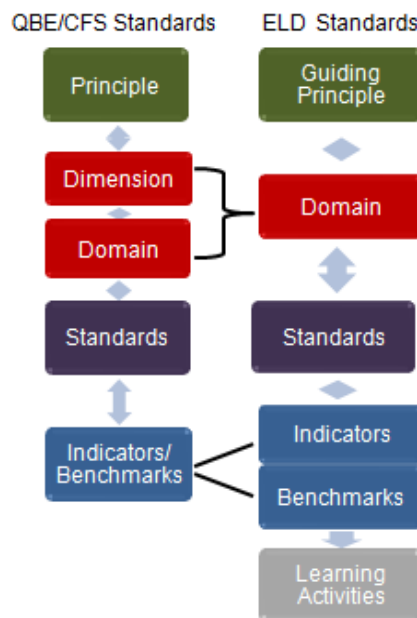 QBE/CFS Standards
ELD Standards
Principle
Guiding
Principle
Dimension
Domain
Domain
Standards
Standards
Indicators/
Benchmarks
Indicators
Benchmarks
Learning
Activities